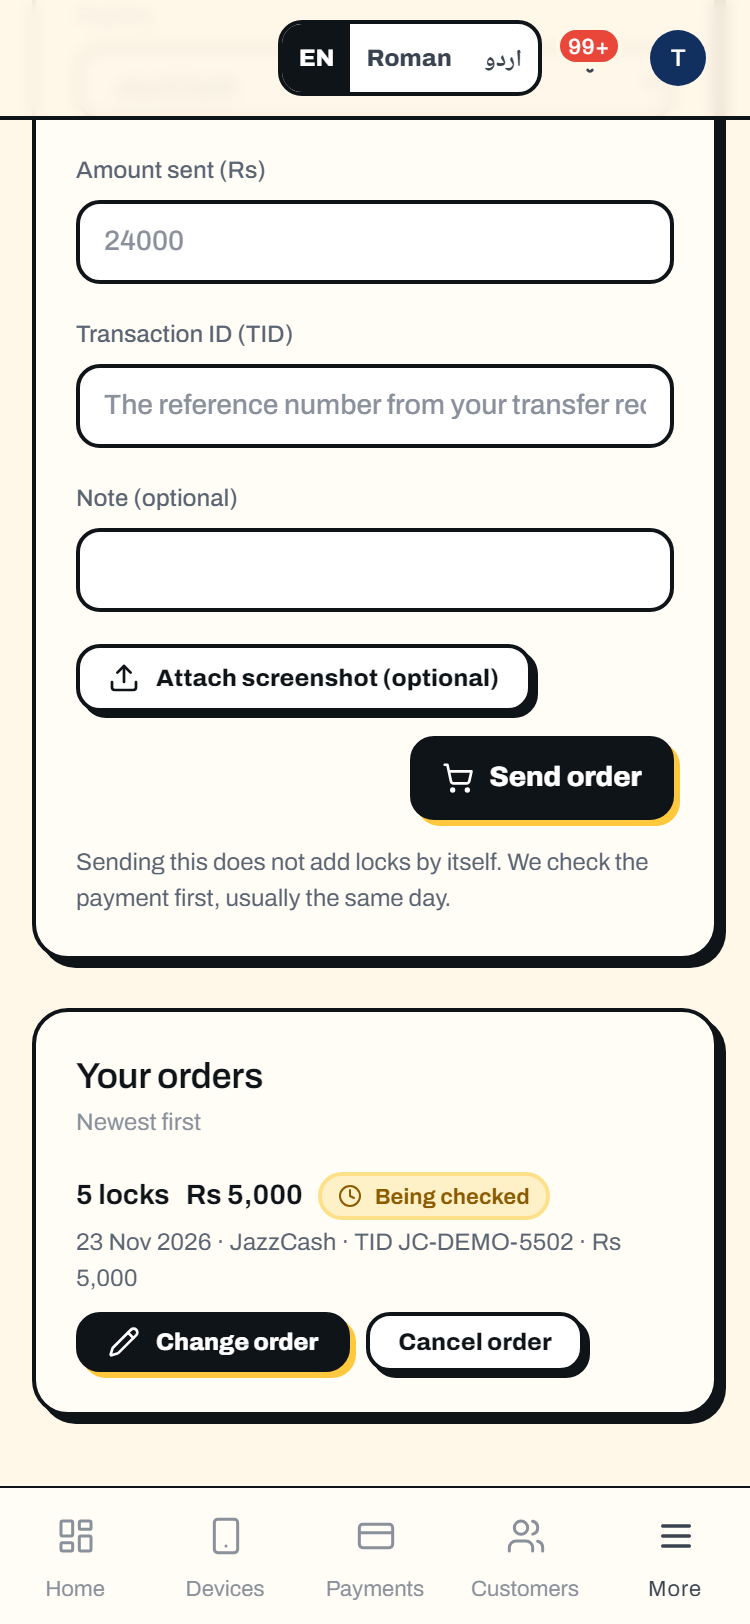 EN Roman اردو 99+ T
Amount sent (Rs)
24000
Transaction ID (TID)
The reference number from your transfer rec
Note (optional)
Attach screenshot (optional)
Send order
Sending this does not add locks by itself. We check the
payment first, usually the same day.
Your orders
Newest first
5 locks Rs 5,000 Being checked
23 Nov 2026 · JazzCash · TID JC-DEMO-5502 · Rs
5,000
Change order Cancel order
Home Devices Payments Customers More